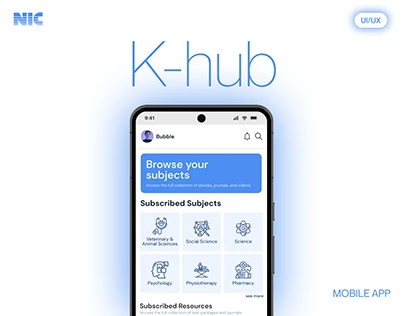 NIC
UI/UX
K-hub
9:41
Bubble
Browse your
subjects
Access the full collection of ebooks, journals, and videos
Subscribed Subjects
Veterinary &
Animal Sciences
Social Science
Science
Psychology
Physiotherapy
Pharmacy
see more
Subscribed Resources
Access the full collection of text packages and journals
MOBILE APP